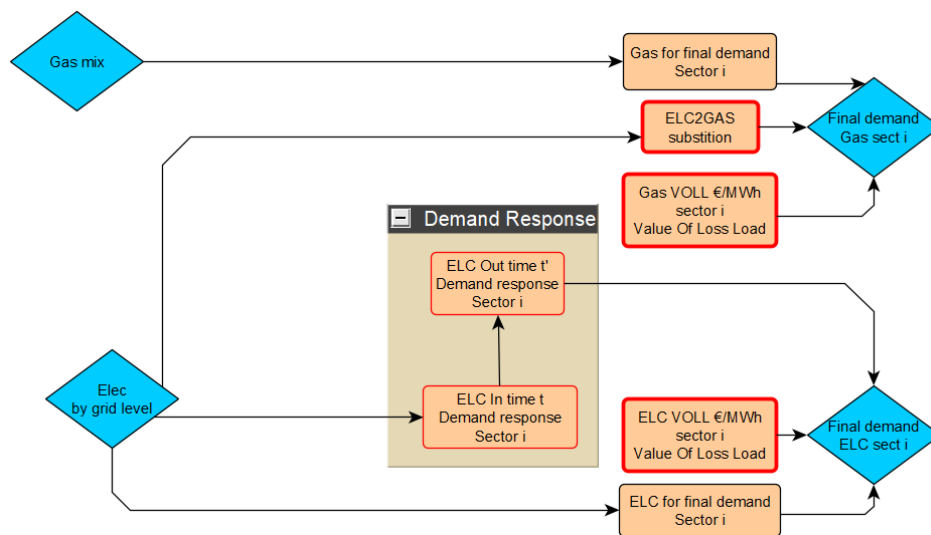 Gas mix
Gas for final demand
Sector i
ELC2GAS
substition
Final demand
Gas sect i
Gas VOLL €/MWh
sector i
Value Of Loss Load
Demand Response
ELC Out time t'
Demand response
Sector i
Elec
by grid level
ELC In time t
Demand response
Sector i
ELC VOLL €/MWh
sector i
Value Of Loss Load
Final demand
ELC sect i
ELC for final demand
Sector i